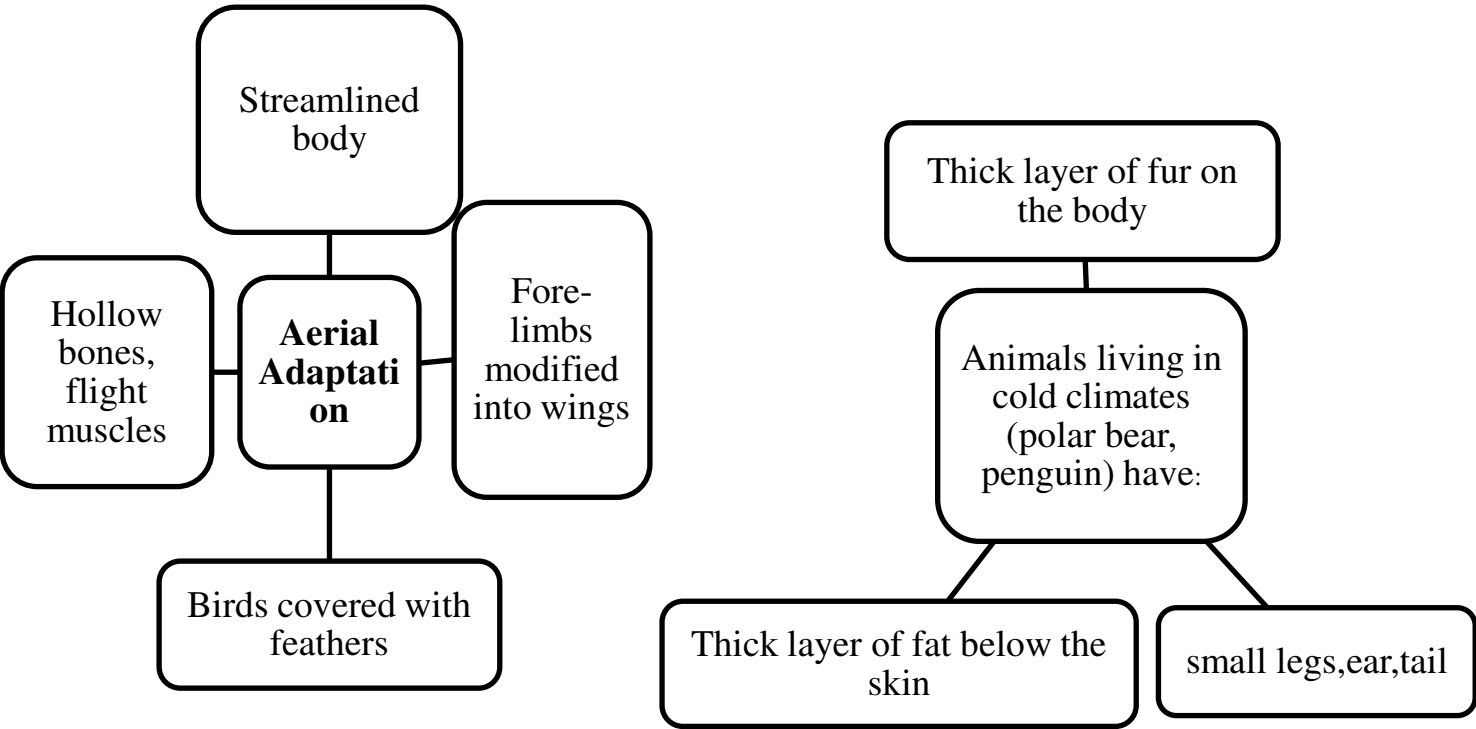 Streamlined
body
Hollow
bones,
flight
muscles
Aerial
Adaptati
on
Fore-
limbs
modified
into wings
Birds covered with
feathers
Thick layer of fur on
the body
Animals living in
cold climates
(polar bear,
penguin) have:
Thick layer of fat below the
skin
small legs,ear,tail